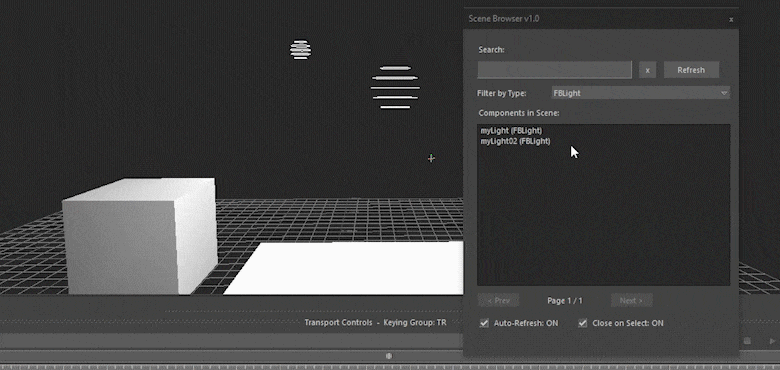 Scene Browser v1.0 x
Search:
x Refresh
Filter by Type: FBLight
Components in Scene:
myLight (FBLight)
myLight02 (FBLight)
< Prev Page 1 / 1 Next >
Transport Controls - Keying Group: TR
Auto-Refresh: ON Close on Select: ON